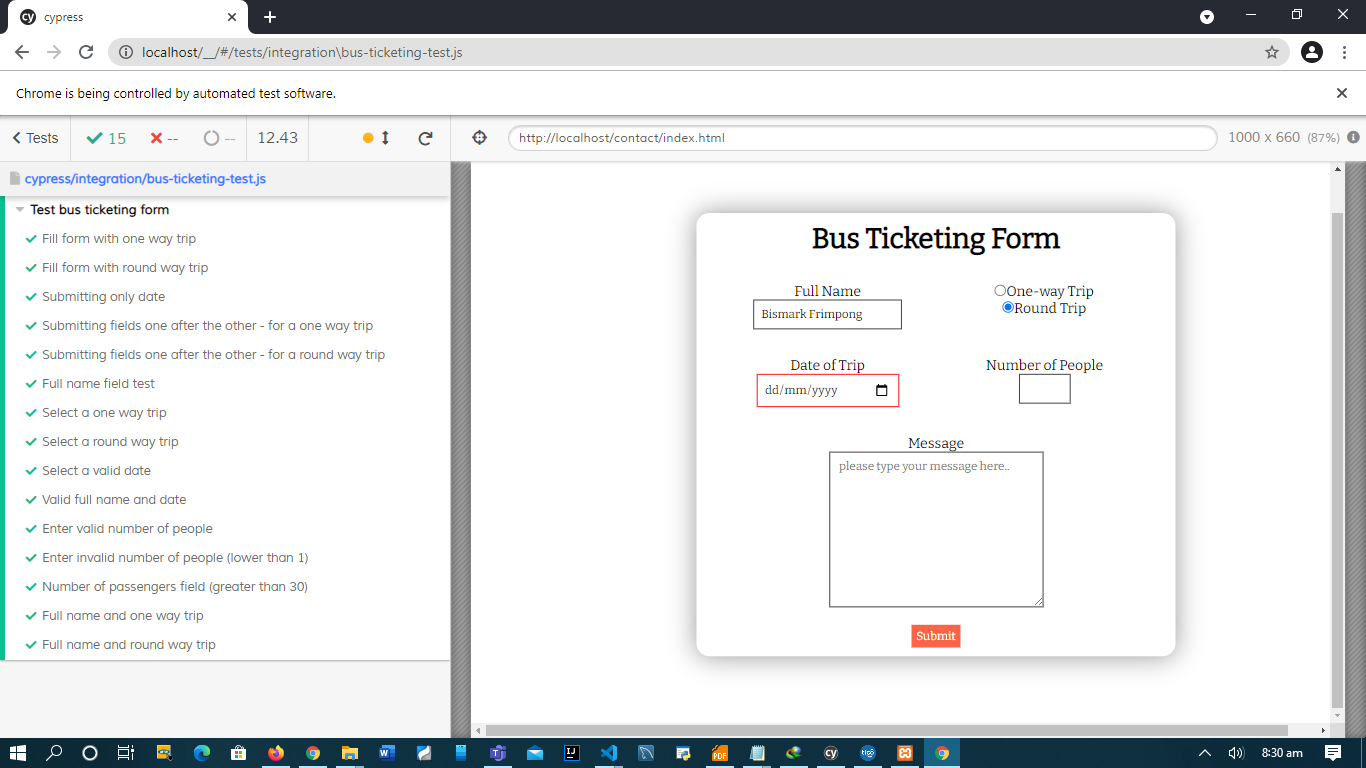 cy cypress
localhost/__/#/tests/integration\bus-ticketing-test.js
Chrome is being controlled by automated test software.
Tests 15 -- -- 12.43
http://localhost/contact/index.html 1000 x 660 (87%)
cypress/integration/bus-ticketing-test.js
Test bus ticketing form
Fill form with one way trip
Fill form with round way trip
Submitting only date
Submitting fields one after the other - for a one way trip
Submitting fields one after the other - for a round way trip
Full name field test
Select a one way trip
Select a round way trip
Select a valid date
Valid full name and date
Enter valid number of people
Enter invalid number of people (lower than 1)
Number of passengers field (greater than 30)
Full name and one way trip
Full name and round way trip
Bus Ticketing Form
Full Name
Bismark Frimpong
One-way Trip
Round Trip
Date of Trip
dd/mm/yyyy
Number of People
Message
please type your message here..
Submit
W IJ PDF cy tigo 8:30 am